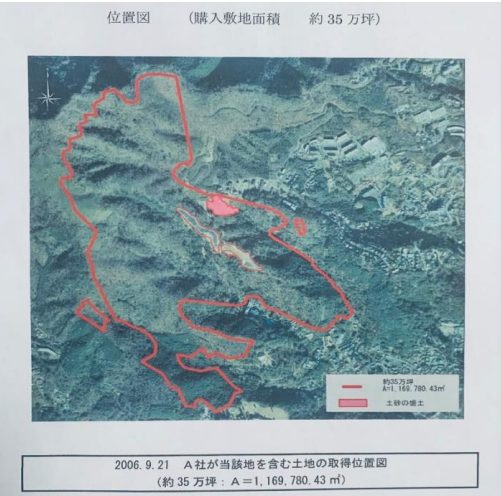 位置図 (購入敷地面積 約35万坪)
約35万坪
A=1,169,780.43㎡
土砂の盛土
2006.9.21 A社が当該地を含む土地の取得位置図
(約35万坪:A=1,169,780.43㎡)